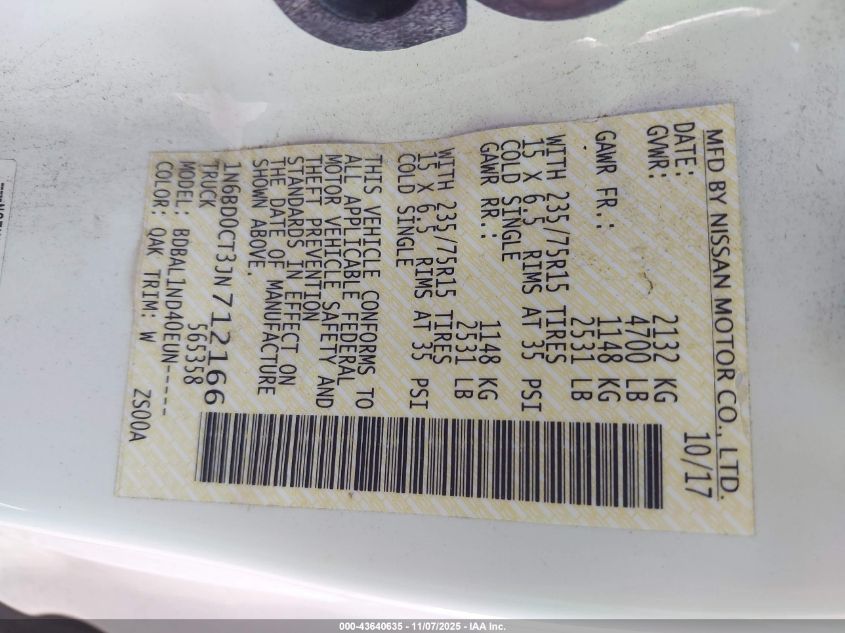 MFD BY NISSAN MOTOR CO., LTD.
DATE: 10/17
GVWR: 2132 KG
4700 LB
GAWR FR.: 1148 KG
2531 LB
WITH 235/75R15 TIRES
15 X 6.5 RIMS AT 35 PSI
COLD SINGLE
GAWR RR.: 1148 KG
2531 LB
WITH 235/75R15 TIRES
15 X 6.5 RIMS AT 35 PSI
COLD SINGLE
THIS VEHICLE CONFORMS TO
ALL APPLICABLE FEDERAL
MOTOR VEHICLE SAFETY AND
THEFT PREVENTION
STANDARDS IN EFFECT ON
THE DATE OF MANUFACTURE
SHOWN ABOVE.
1N6BD0CT3JN712166
TRUCK 565358
MODEL: BDBAL1ND40EUN-----
COLOR: QAK TRIM: W ZS00A
000-43640635 - 11/07/2025 - IAA Inc.